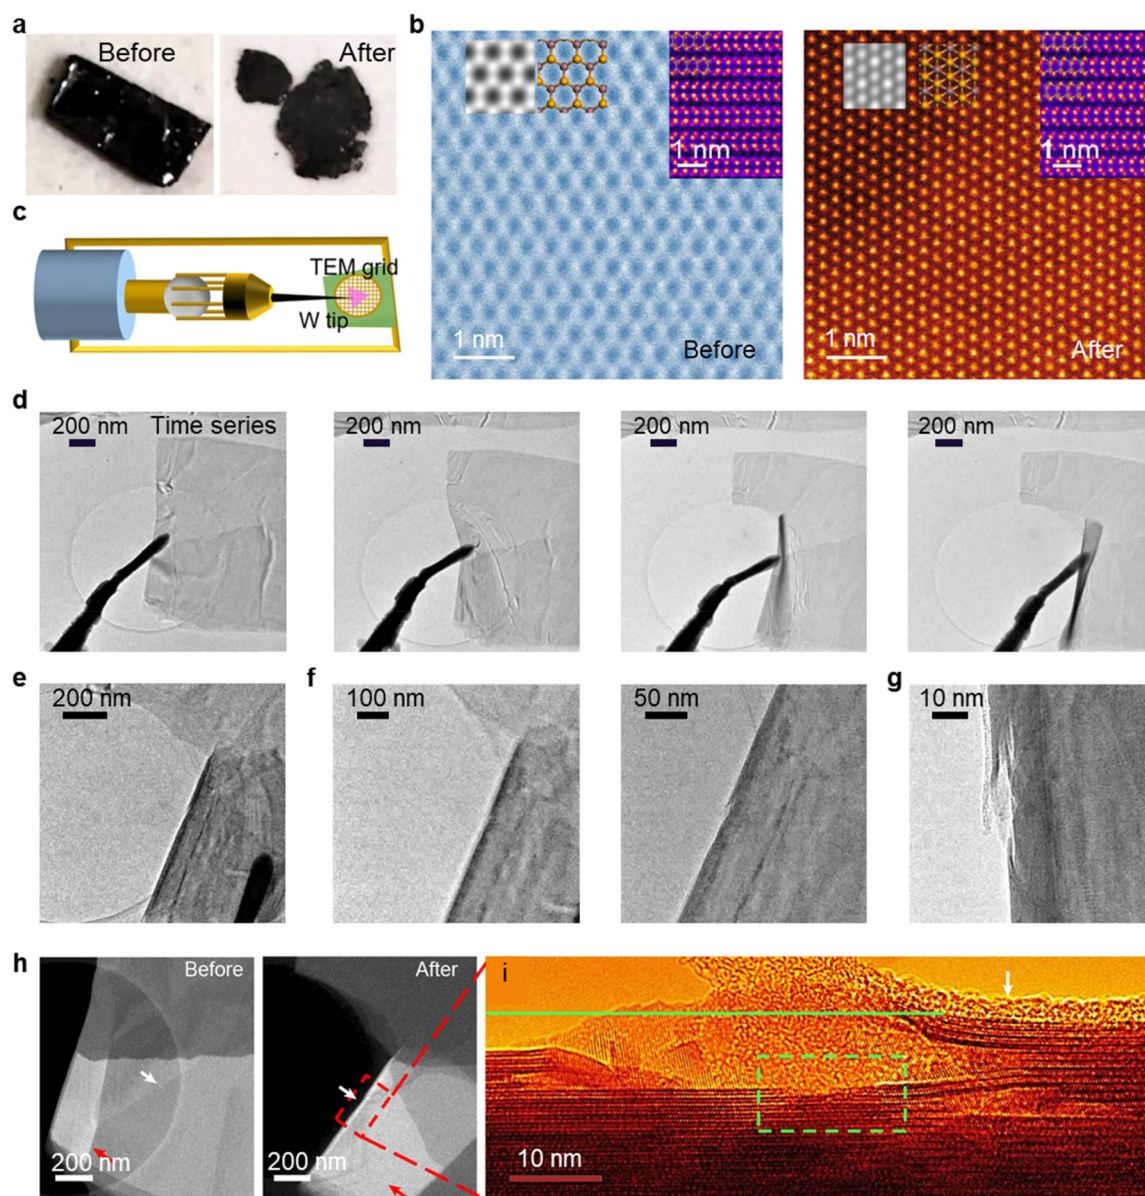 a
Before
After
b
1 nm
1 nm
Before
1 nm
1 nm
After
c
TEM grid
W tip
d
200 nm
Time series
200 nm
200 nm
200 nm
e
200 nm
f
100 nm
50 nm
g
10 nm
h
Before
200 nm
After
200 nm
i
10 nm